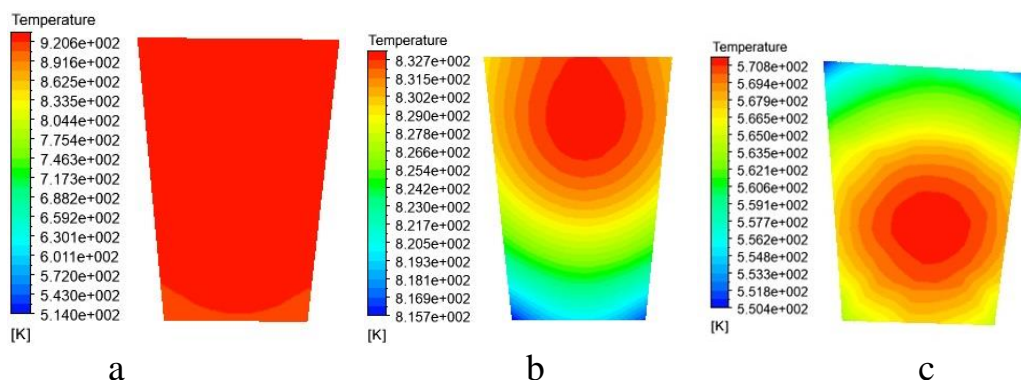 Temperature
9.206e+002
8.916e+002
8.625e+002
8.335e+002
8.044e+002
7.754e+002
7.463e+002
7.173e+002
6.882e+002
6.592e+002
6.301e+002
6.011e+002
5.720e+002
5.430e+002
5.140e+002
[K]
a
Temperature
8.327e+002
8.315e+002
8.302e+002
8.290e+002
8.278e+002
8.266e+002
8.254e+002
8.242e+002
8.230e+002
8.217e+002
8.205e+002
8.193e+002
8.181e+002
8.169e+002
8.157e+002
[K]
b
Temperature
5.708e+002
5.694e+002
5.679e+002
5.665e+002
5.650e+002
5.635e+002
5.621e+002
5.606e+002
5.591e+002
5.577e+002
5.562e+002
5.548e+002
5.533e+002
5.518e+002
5.504e+002
[K]
c